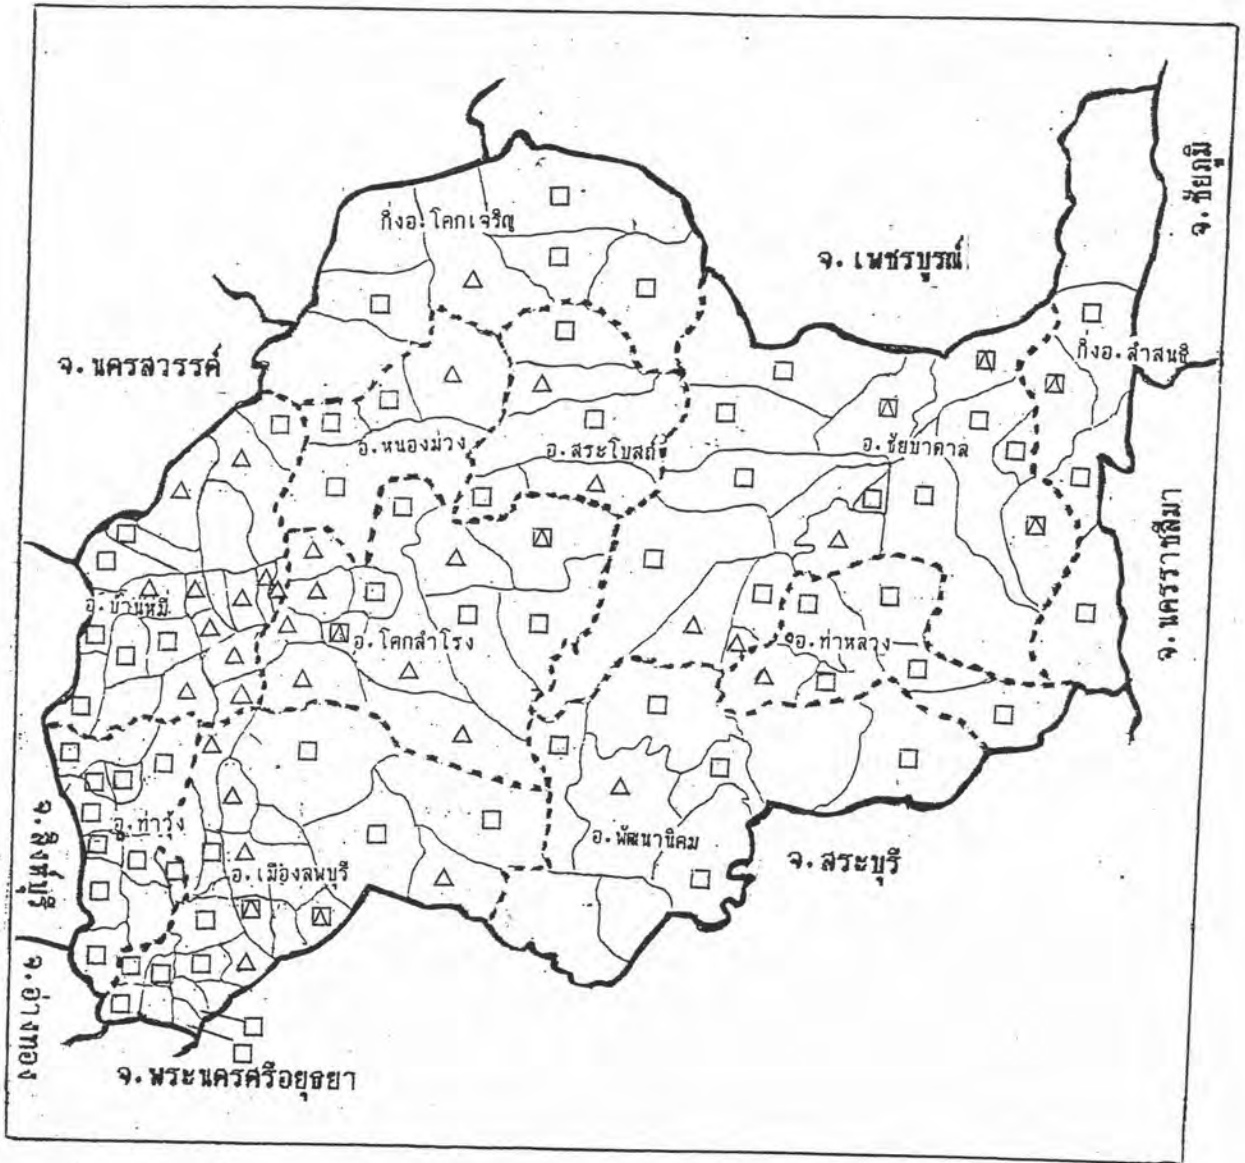 กิ่งอ. โคกเจริญ
จ. ชัยภูมิ
จ. เพชรบูรณ์
จ. นครสวรรค์
กิ่งอ. ลำสนธิ
อ. หนองม่วง
อ. สระโบสถ์
อ. ชัยบาดาล
จ. นครราชสีมา
อ. บ้านหมี่
อ. โคกสำโรง
อ. ท่าหลวง
จ. สิงห์บุรี
อ. ท่าวุ้ง
อ. พัฒนานิคม
จ. สระบุรี
อ. เมืองลพบุรี
จ. อ่างทอง
จ. พระนครศรีอยุธยา